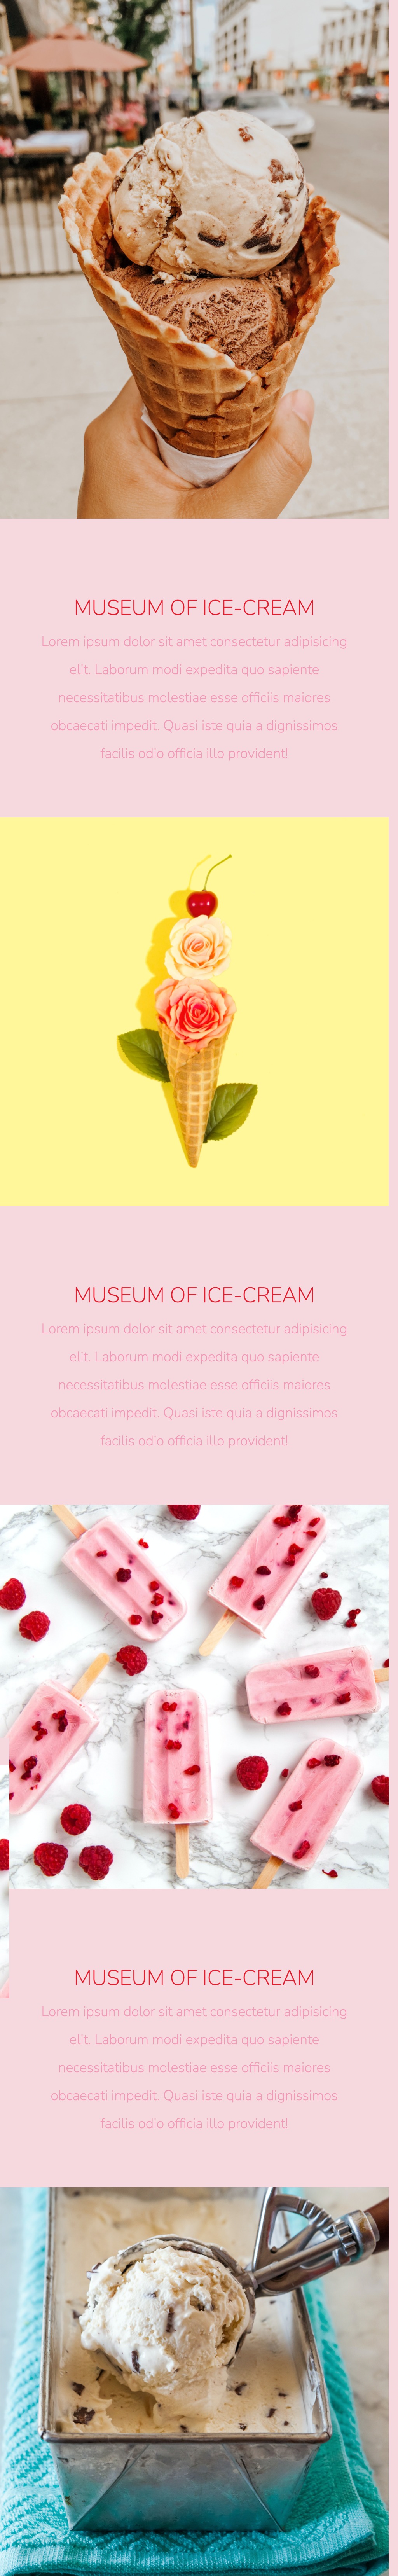 MUSEUM OF ICE-CREAM
Lorem ipsum dolor sit amet consectetur adipisicing
elit. Laborum modi expedita quo sapiente
necessitatibus molestiae esse officiis maiores
obcaecati impedit. Quasi iste quia a dignissimos
facilis odio officia illo provident!
MUSEUM OF ICE-CREAM
Lorem ipsum dolor sit amet consectetur adipisicing
elit. Laborum modi expedita quo sapiente
necessitatibus molestiae esse officiis maiores
obcaecati impedit. Quasi iste quia a dignissimos
facilis odio officia illo provident!
MUSEUM OF ICE-CREAM
Lorem ipsum dolor sit amet consectetur adipisicing
elit. Laborum modi expedita quo sapiente
necessitatibus molestiae esse officiis maiores
obcaecati impedit. Quasi iste quia a dignissimos
facilis odio officia illo provident!